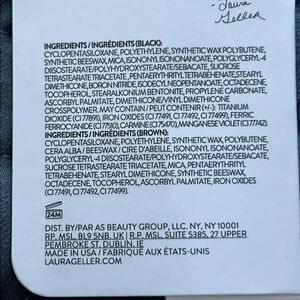 Laura
Geller
INGREDIENTS / INGRÉDIENTS (BLACK):
CYCLOPENTASILOXANE, POLYETHYLENE, SYNTHETIC WAX, POLYBUTENE,
SYNTHETIC BEESWAX, MICA, ISONONYL ISONONANOATE, POLYGLYCERYL-4
DIISOSTEARATE/POLYHYDROXYSTEARATE/SEBACATE, SUCROSE
TETRASTEARATE TRIACETATE, PENTAERYTHRITYL TETRABEHENATE, STEARYL
DIMETHICONE, BORON NITRIDE, SODIUM NEOPENTANOATE, OCTADECENE,
TOCOPHEROL, STEARALKONIUM BENTONITE, PROPYLENE CARBONATE,
ASCORBYL PALMITATE, DIMETHICONE/VINYL DIMETHICONE
CROSSPOLYMER. MAY CONTAIN / PEUT CONTENIR (+/-): TITANIUM
DIOXIDE (CI 77891), IRON OXIDES (CI 77491, CI 77492, CI 77499), FERRIC
FERROCYANIDE (CI 77510), CARMINE (CI 75470), MANGANESE VIOLET (CI 77742).
INGREDIENTS / INGRÉDIENTS (BROWN):
CYCLOPENTASILOXANE, POLYETHYLENE, SYNTHETIC WAX, POLYBUTENE,
CERA ALBA / BEESWAX / CIRE D'ABEILLE, ISONONYL ISONONANOATE,
POLYGLYCERYL-4 DIISOSTEARATE/POLYHYDROXYSTEARATE/SEBACATE,
SUCROSE TETRASTEARATE TRIACETATE, MICA, PENTAERYTHRITYL
TETRABEHENATE, STEARYL DIMETHICONE, SYNTHETIC BEESWAX,
OCTADECENE, TOCOPHEROL, ASCORBYL PALMITATE, IRON OXIDES
(CI 77491, CI 77499).
24M
DIST. BY/PAR AS BEAUTY GROUP, LLC. NY, NY 10001
RP. MSL, BL9 5NB. UK | R.P. MSL. SUITE 5385, 27 UPPER
PEMBROKE ST, DUBLIN. IE
MADE IN USA / FABRIQUÉ AUX ÉTATS-UNIS
LAURAGELLER.COM